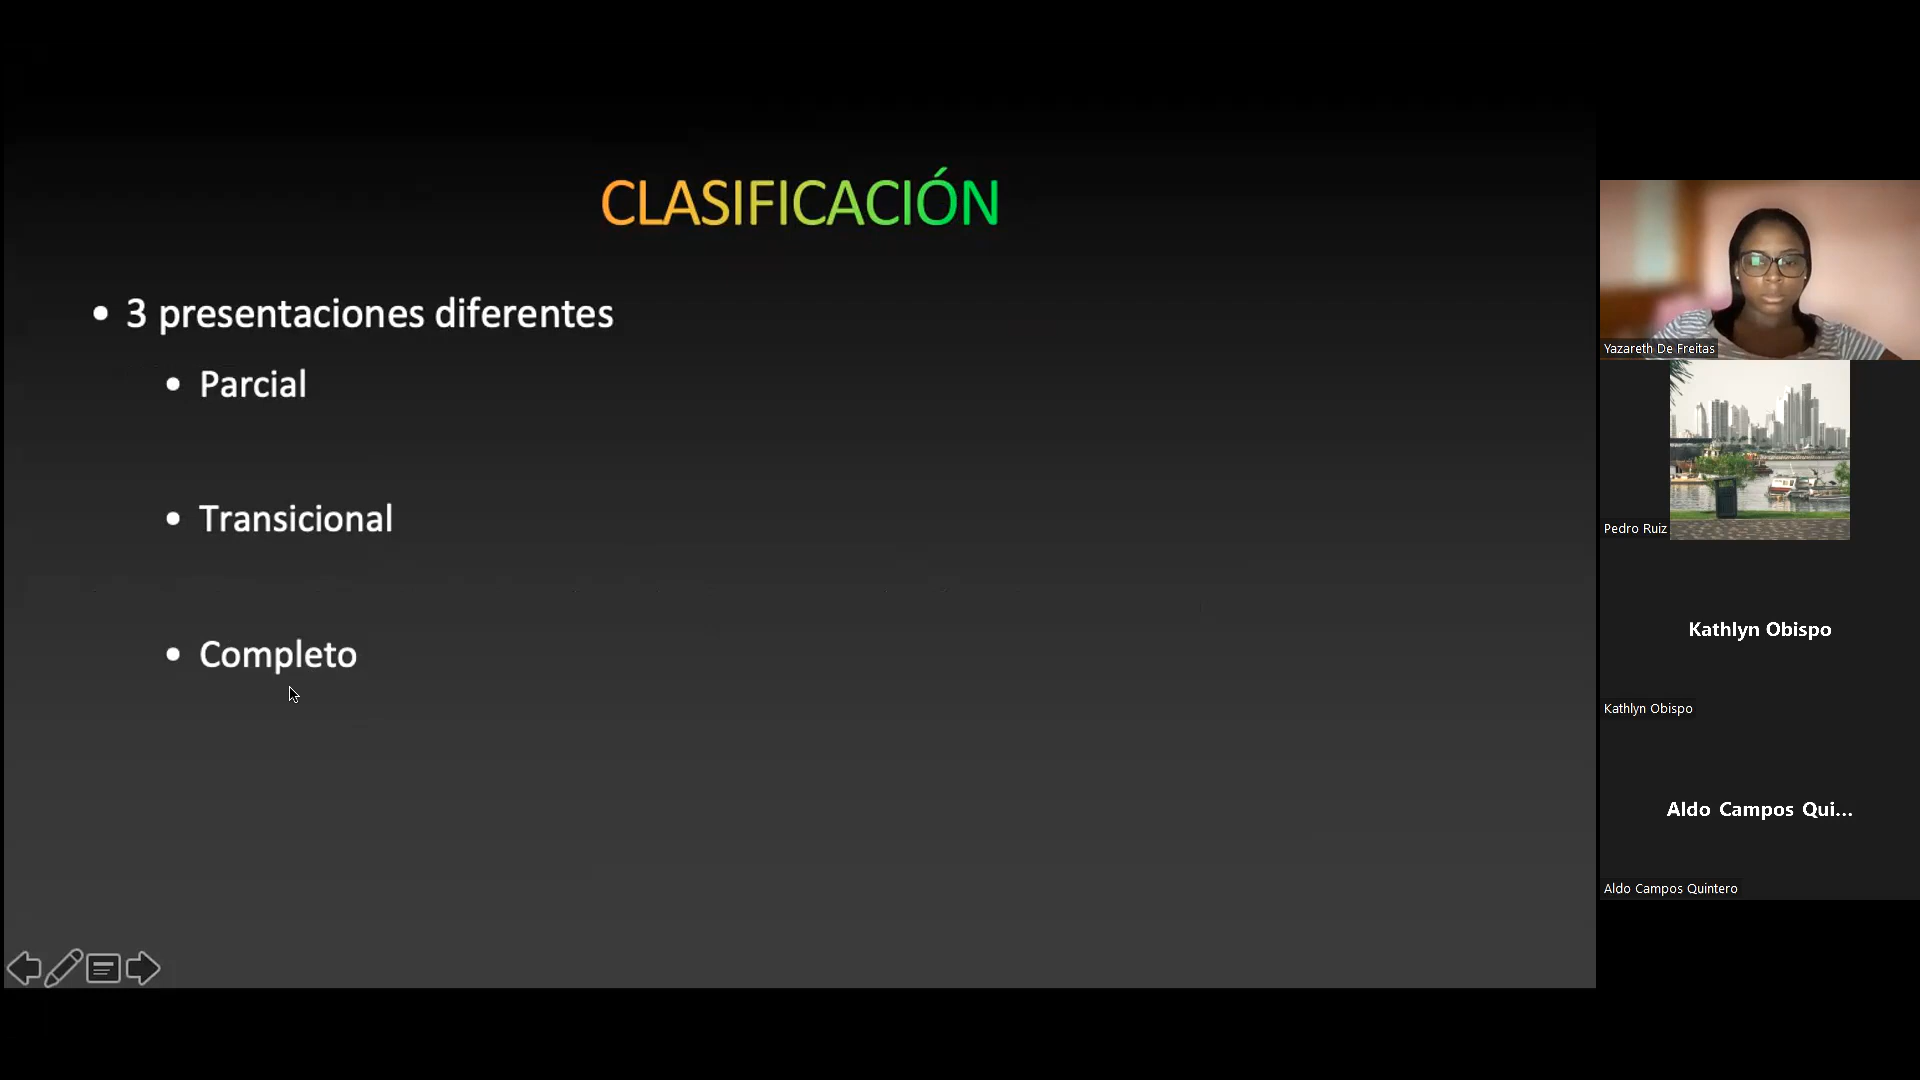 CLASIFICACIÓN
• 3 presentaciones diferentes
• Parcial
• Transicional
• Completo
Yazareth De Freitas
Pedro Ruiz
Kathlyn Obispo
Kathlyn Obispo
Aldo Campos Qui...
Aldo Campos Quintero